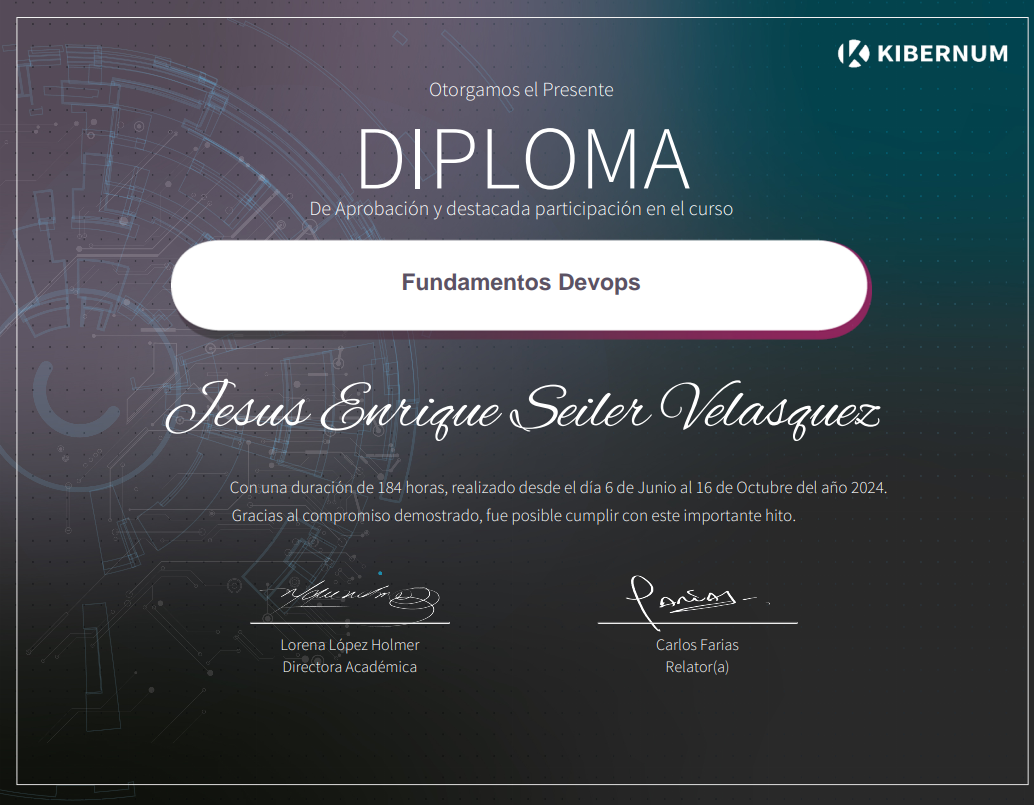 KIBERNUM
Otorgamos el Presente
DIPLOMA
De Aprobación y destacada participación en el curso
Fundamentos Devops
Jesus Enrique Seiler Velasquez
Con una duración de 184 horas, realizado desde el día 6 de Junio al 16 de Octubre del año 2024.
Gracias al compromiso demostrado, fue posible cumplir con este importante hito.
Lorena López Holmer
Directora Académica
Carlos Farias
Relator(a)